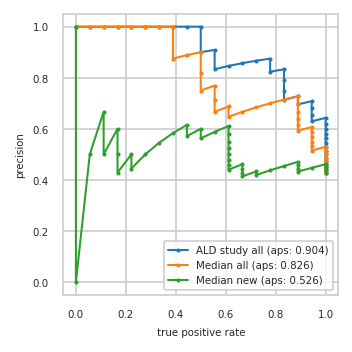 1.0
0.8
0.6
0.4
0.2
0.0
precision
ALD study all (aps: 0.904)
Median all (aps: 0.826)
Median new (aps: 0.526)
0.0 0.2 0.4 0.6 0.8 1.0
true positive rate